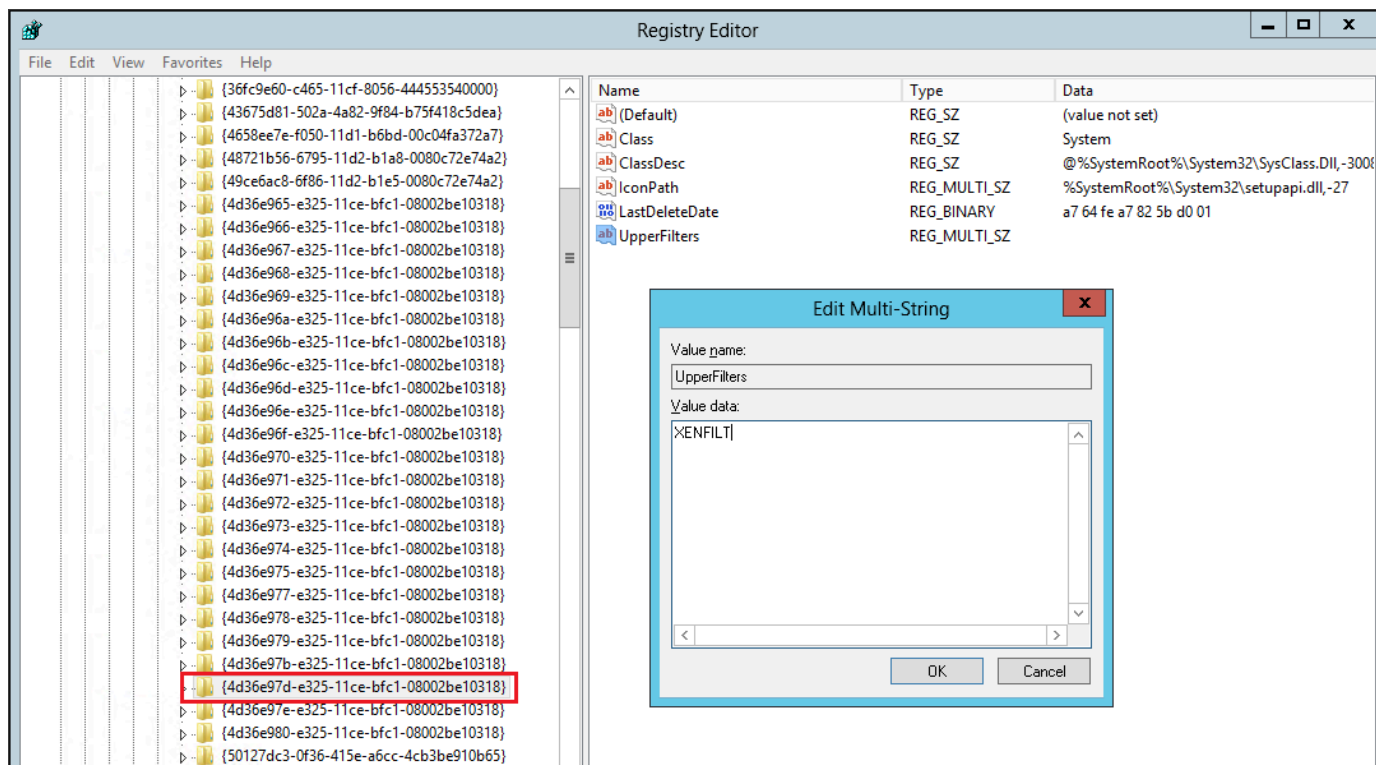 Registry Editor
File Edit View Favorites Help
{36fc9e60-c465-11cf-8056-444553540000}
{43675d81-502a-4a82-9f84-b75f418c5dea}
{4658ee7e-f050-11d1-b6bd-00c04fa372a7}
{48721b56-6795-11d2-b1a8-0080c72e74a2}
{49ce6ac8-6f86-11d2-b1e5-0080c72e74a2}
{4d36e965-e325-11ce-bfc1-08002be10318}
{4d36e966-e325-11ce-bfc1-08002be10318}
{4d36e967-e325-11ce-bfc1-08002be10318}
{4d36e968-e325-11ce-bfc1-08002be10318}
{4d36e969-e325-11ce-bfc1-08002be10318}
{4d36e96a-e325-11ce-bfc1-08002be10318}
{4d36e96b-e325-11ce-bfc1-08002be10318}
{4d36e96c-e325-11ce-bfc1-08002be10318}
{4d36e96d-e325-11ce-bfc1-08002be10318}
{4d36e96e-e325-11ce-bfc1-08002be10318}
{4d36e96f-e325-11ce-bfc1-08002be10318}
{4d36e970-e325-11ce-bfc1-08002be10318}
{4d36e971-e325-11ce-bfc1-08002be10318}
{4d36e972-e325-11ce-bfc1-08002be10318}
{4d36e973-e325-11ce-bfc1-08002be10318}
{4d36e974-e325-11ce-bfc1-08002be10318}
{4d36e975-e325-11ce-bfc1-08002be10318}
{4d36e977-e325-11ce-bfc1-08002be10318}
{4d36e978-e325-11ce-bfc1-08002be10318}
{4d36e979-e325-11ce-bfc1-08002be10318}
{4d36e97b-e325-11ce-bfc1-08002be10318}
{4d36e97d-e325-11ce-bfc1-08002be10318}
{4d36e97e-e325-11ce-bfc1-08002be10318}
{4d36e980-e325-11ce-bfc1-08002be10318}
{50127dc3-0f36-415e-a6cc-4cb3be910b65}
Name Type Data
(Default) REG_SZ (value not set)
Class REG_SZ System
ClassDesc REG_SZ @%SystemRoot%\System32\SysClass.Dll,-3008
IconPath REG_MULTI_SZ %SystemRoot%\System32\setupapi.dll,-27
LastDeleteDate REG_BINARY a7 64 fe a7 82 5b d0 01
UpperFilters REG_MULTI_SZ
Edit Multi-String
Value name:
UpperFilters
Value data:
XENFILT
OK Cancel